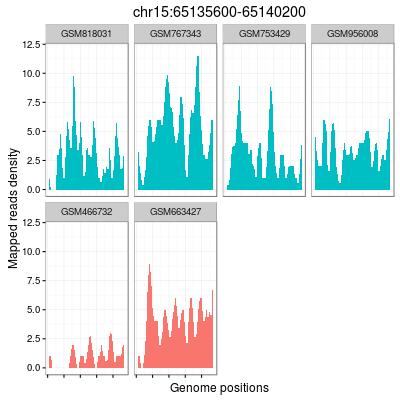 chr15:65135600-65140200
GSM818031 GSM767343 GSM753429 GSM956008
12.5
10.0
7.5
5.0
2.5
0.0
Mapped reads density
GSM466732 GSM663427
12.5
10.0
7.5
5.0
2.5
0.0
Genome positions